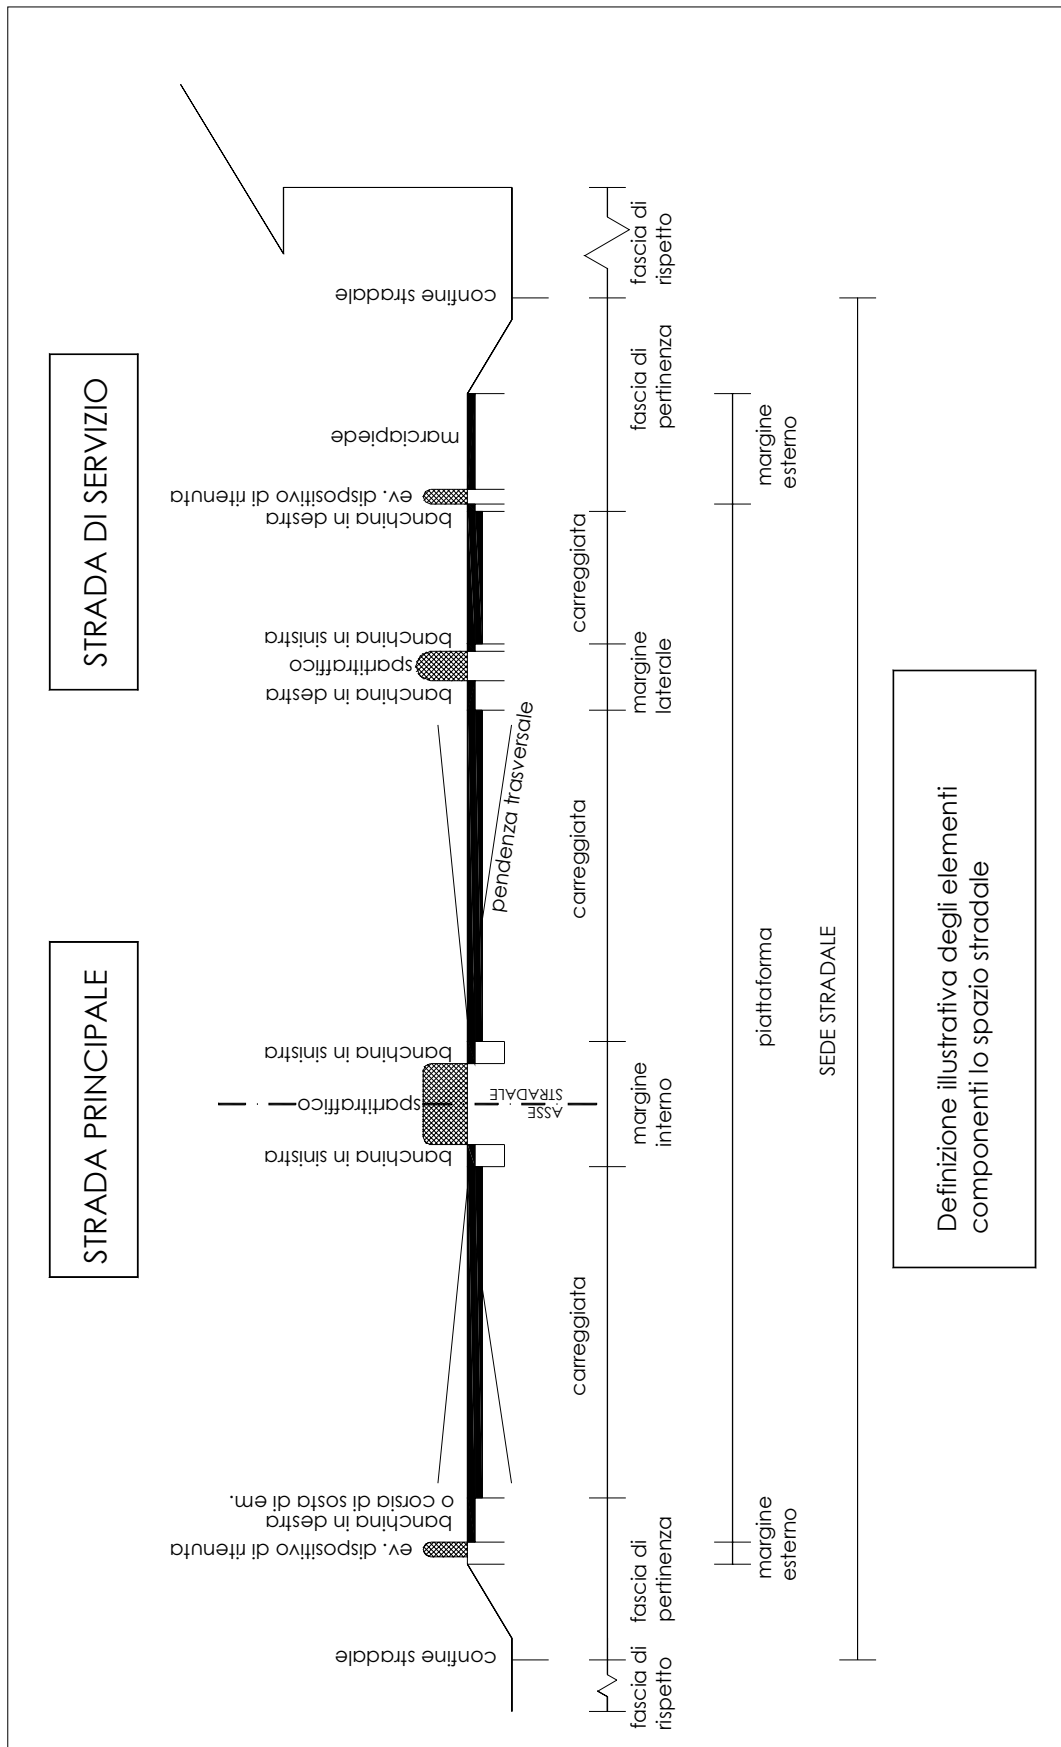 STRADA PRINCIPALE
STRADA DI SERVIZIO
confine stradale
ev. dispositivo di ritenuta
banchina in destra
o corsia di sosta di em.
banchina in sinistra
spartitraffico
banchina in sinistra
banchina in destra
spartitraffico
banchina in sinistra
banchina in destra
ev. dispositivo di ritenuta
marciapiede
confine stradale
ASSE
STRADALE
pendenza trasversale
carreggiata
carreggiata
carreggiata
fascia di
rispetto
fascia di
pertinenza
margine
interno
margine
laterale
fascia di
pertinenza
fascia di
rispetto
margine
esterno
piattaforma
margine
esterno
SEDE STRADALE
Definizione illustrativa degli elementi
componenti lo spazio stradale